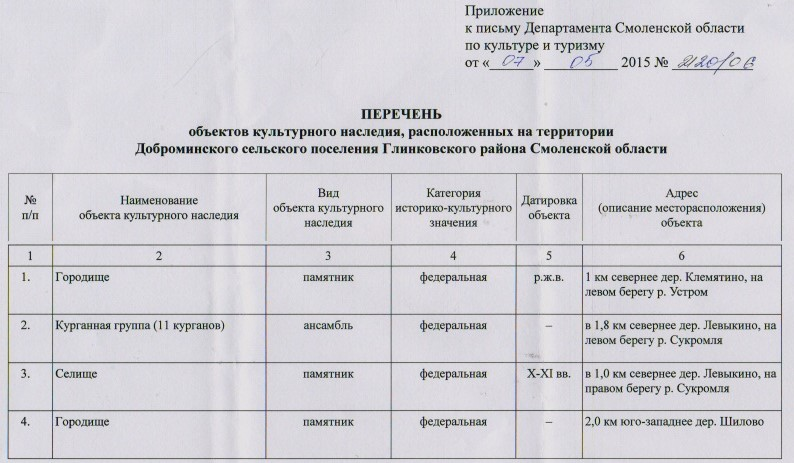 Приложение
к письму Департамента Смоленской области
по культуре и туризму
от «07» 05 2015 № 2120/06
ПЕРЕЧЕНЬ
объектов культурного наследия, расположенных на территории
Доброминского сельского поселения Глинковского района Смоленской области
№ п/п | Наименование объекта культурного наследия | Вид объекта культурного наследия | Категория историко-культурного значения | Датировка объекта | Адрес (описание месторасположения) объекта
1 | 2 | 3 | 4 | 5 | 6
1. | Городище | памятник | федеральная | р.ж.в. | 1 км севернее дер. Клемятино, на левом берегу р. Устром
2. | Курганная группа (11 курганов) | ансамбль | федеральная | – | в 1,8 км севернее дер. Левыкино, на левом берегу р. Сукромля
3. | Селище | памятник | федеральная | X-XI вв. | в 1,0 км севернее дер. Левыкино, на правом берегу р. Сукромля
4. | Городище | памятник | федеральная | – | 2,0 км юго-западнее дер. Шилово